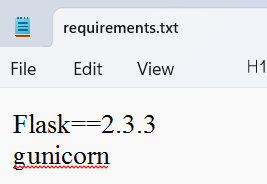 requirements.txt
File Edit View H1
Flask==2.3.3
gunicorn